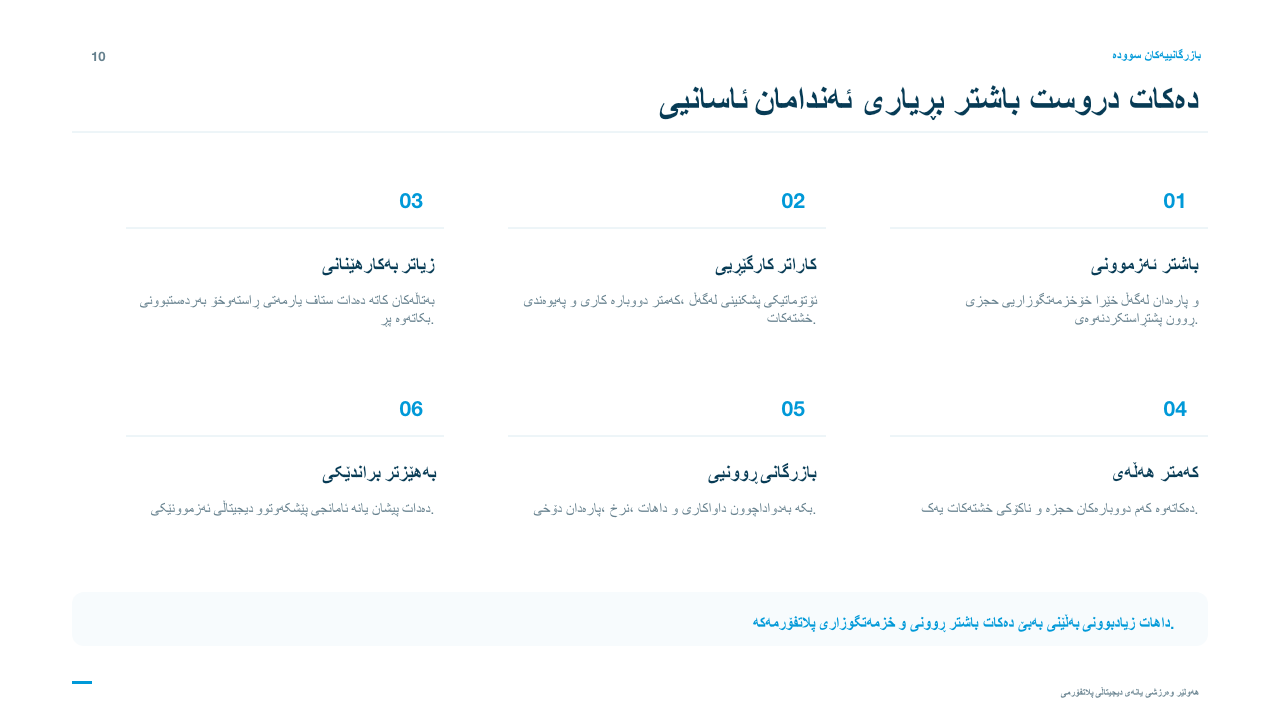 10
بازرگانییەکان سوودە
دەکات دروست باشتر بڕیاری ئەندامان ئاسانیی
01
باشتر ئەزموونی
و پارەدان لەگەڵ خێرا خۆخزمەتگوزاریی حجزی
.ڕوون پشتڕاستکردنەوەی
02
کاراتر کارگێڕیی
ئۆتۆماتیکی پشکنینی لەگەڵ ،کەمتر دووبارە کاری و پەیوەندی
.خشتەکات
03
زیاتر بەکارهێنانی
بەتاڵەکان کاتە دەدات ستاف یارمەتی ڕاستەوخۆ بەردەستبوونی
.بکاتەوە پڕ
04
کەمتر هەڵەی
.دەکاتەوە کەم دووبارەکان حجزە و ناکۆکی خشتەکات یەک
05
بازرگانی ڕوونیی
.بکە بەدواداچوون داواکاری و داهات ،نرخ ،پارەدان دۆخی
06
بەهێزتر براندێکی
.دەدات پیشان یانە ئامانجی پێشکەوتوو دیجیتاڵی ئەزموونێکی
.داهات زیادبوونی بەڵێنی بەبێ دەکات باشتر ڕوونی و خزمەتگوزاری پلاتفۆرمەکە
هەولێر وەرزشی یانەی دیجیتاڵی پلاتفۆرمی